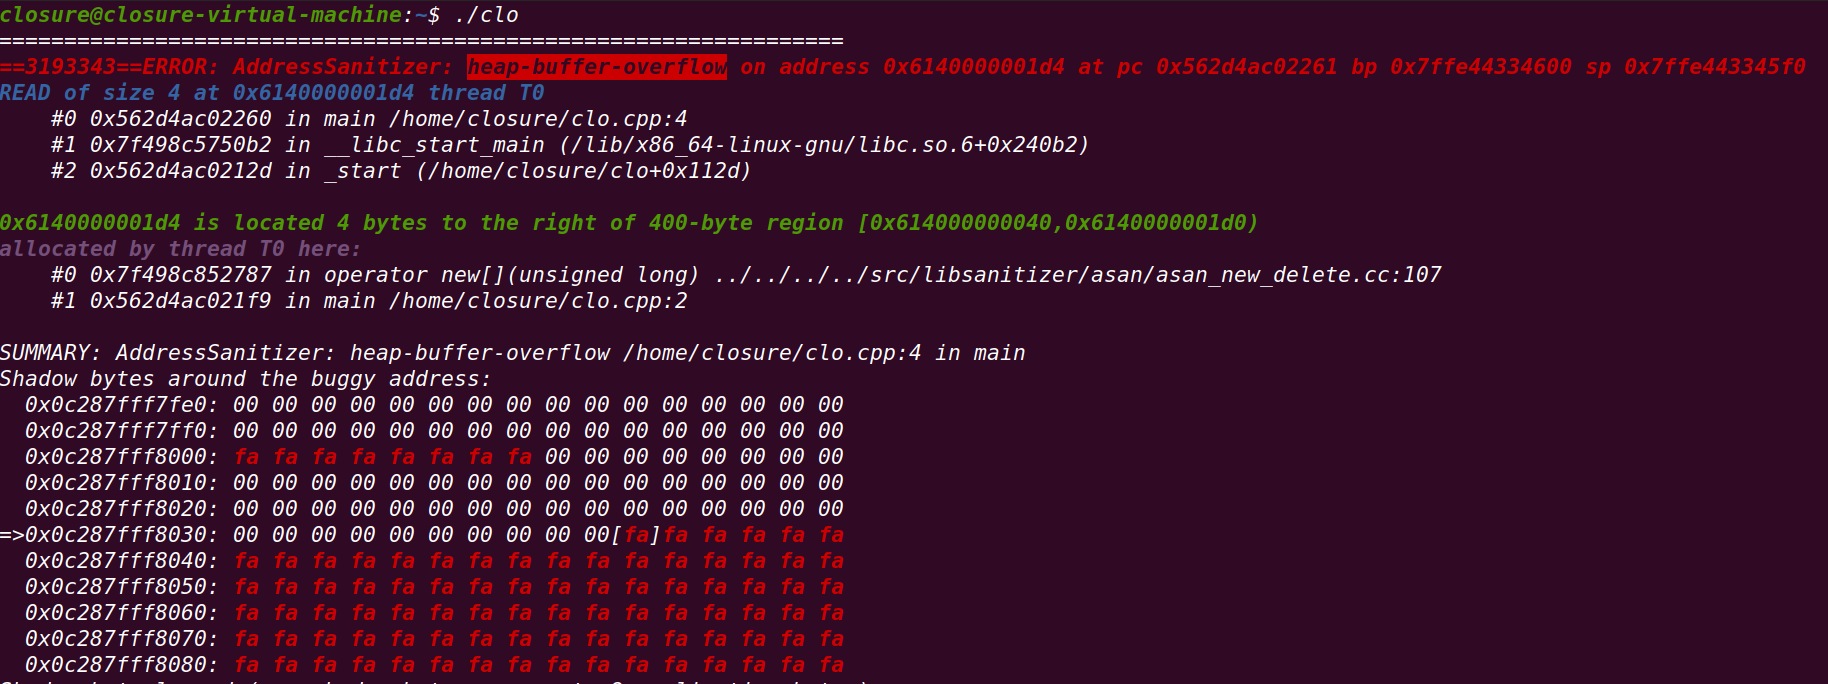 closure@closure-virtual-machine:~$ ./clo
=================================================================
==3193343==ERROR: AddressSanitizer: heap-buffer-overflow on address 0x6140000001d4 at pc 0x562d4ac02261 bp 0x7ffe44334600 sp 0x7ffe443345f0
READ of size 4 at 0x6140000001d4 thread T0
    #0 0x562d4ac02260 in main /home/closure/clo.cpp:4
    #1 0x7f498c5750b2 in __libc_start_main (/lib/x86_64-linux-gnu/libc.so.6+0x240b2)
    #2 0x562d4ac0212d in _start (/home/closure/clo+0x112d)

0x6140000001d4 is located 4 bytes to the right of 400-byte region [0x614000000040,0x6140000001d0)
allocated by thread T0 here:
    #0 0x7f498c852787 in operator new[](unsigned long) ../../../../src/libsanitizer/asan/asan_new_delete.cc:107
    #1 0x562d4ac021f9 in main /home/closure/clo.cpp:2

SUMMARY: AddressSanitizer: heap-buffer-overflow /home/closure/clo.cpp:4 in main
Shadow bytes around the buggy address:
  0x0c287fff7fe0: 00 00 00 00 00 00 00 00 00 00 00 00 00 00 00 00
  0x0c287fff7ff0: 00 00 00 00 00 00 00 00 00 00 00 00 00 00 00 00
  0x0c287fff8000: fa fa fa fa fa fa fa fa 00 00 00 00 00 00 00 00
  0x0c287fff8010: 00 00 00 00 00 00 00 00 00 00 00 00 00 00 00 00
  0x0c287fff8020: 00 00 00 00 00 00 00 00 00 00 00 00 00 00 00 00
=>0x0c287fff8030: 00 00 00 00 00 00 00 00 00 00[fa]fa fa fa fa fa
  0x0c287fff8040: fa fa fa fa fa fa fa fa fa fa fa fa fa fa fa fa
  0x0c287fff8050: fa fa fa fa fa fa fa fa fa fa fa fa fa fa fa fa
  0x0c287fff8060: fa fa fa fa fa fa fa fa fa fa fa fa fa fa fa fa
  0x0c287fff8070: fa fa fa fa fa fa fa fa fa fa fa fa fa fa fa fa
  0x0c287fff8080: fa fa fa fa fa fa fa fa fa fa fa fa fa fa fa fa